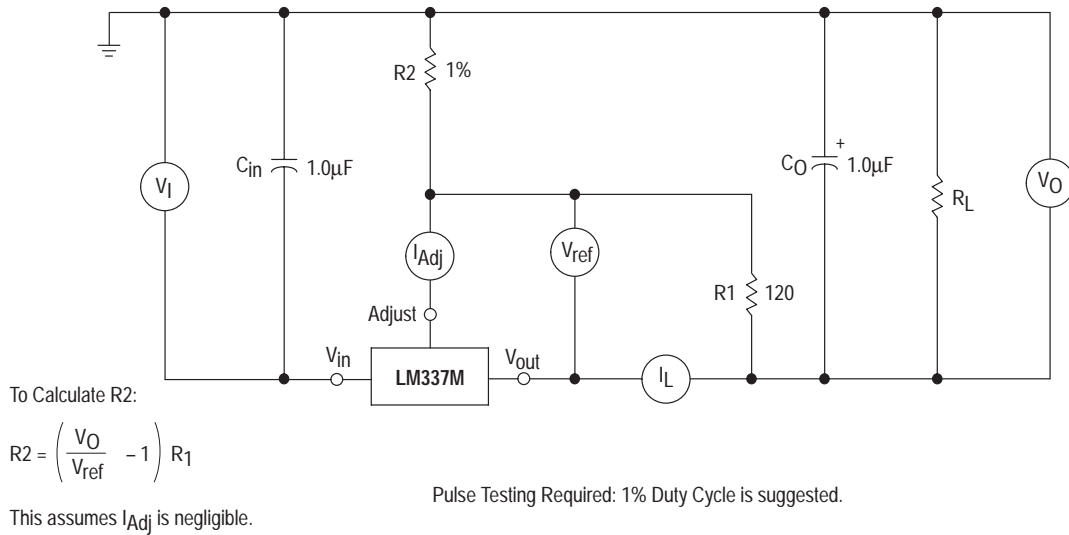 R2
1%
Cin
1.0µF
CO
+
1.0µF
VI
RL
VO
IAdj
Vref
R1
120
Adjust
Vin
LM337M
Vout
IL
To Calculate R2:
R2 = ( VO / Vref – 1 ) R1
This assumes IAdj is negligible.
Pulse Testing Required: 1% Duty Cycle is suggested.